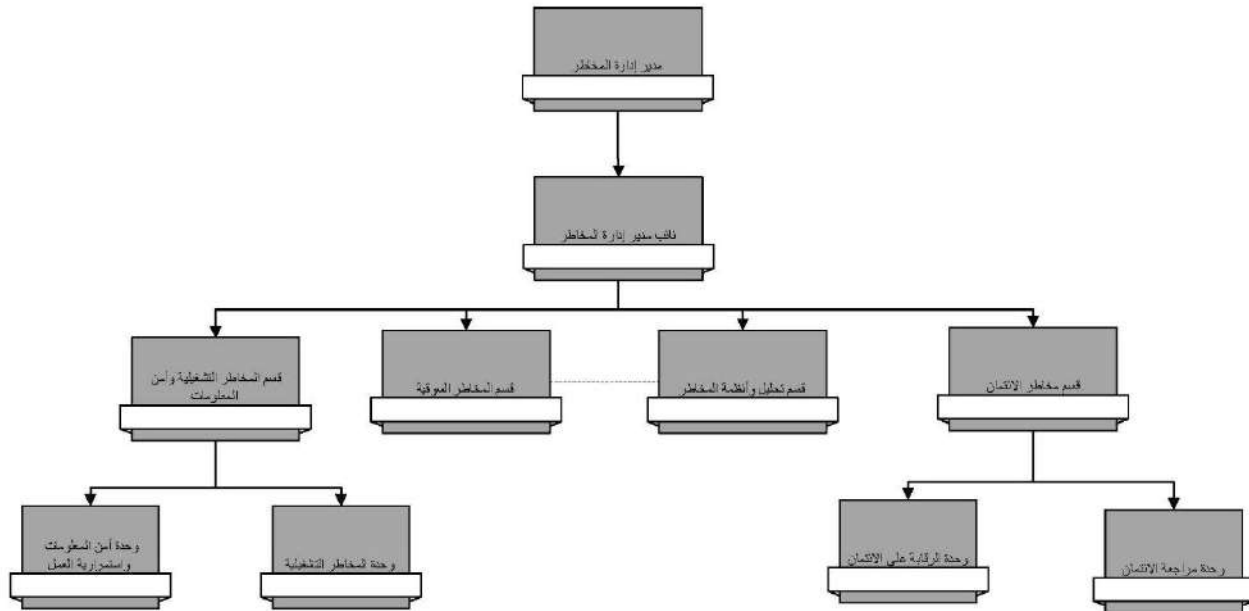 مدير إدارة المخاطر
نائب مدير إدارة المخاطر
قسم مخاطر الائتمان
قسم تحليل وأنظمة المخاطر
قسم المخاطر السوقية
قسم المخاطر التشغيلية وأمن
المعلومات
وحدة مراجعة الائتمان
وحدة الرقابة على الائتمان
وحدة المخاطر التشغيلية
وحدة أمن المعلومات
واستمرارية العمل